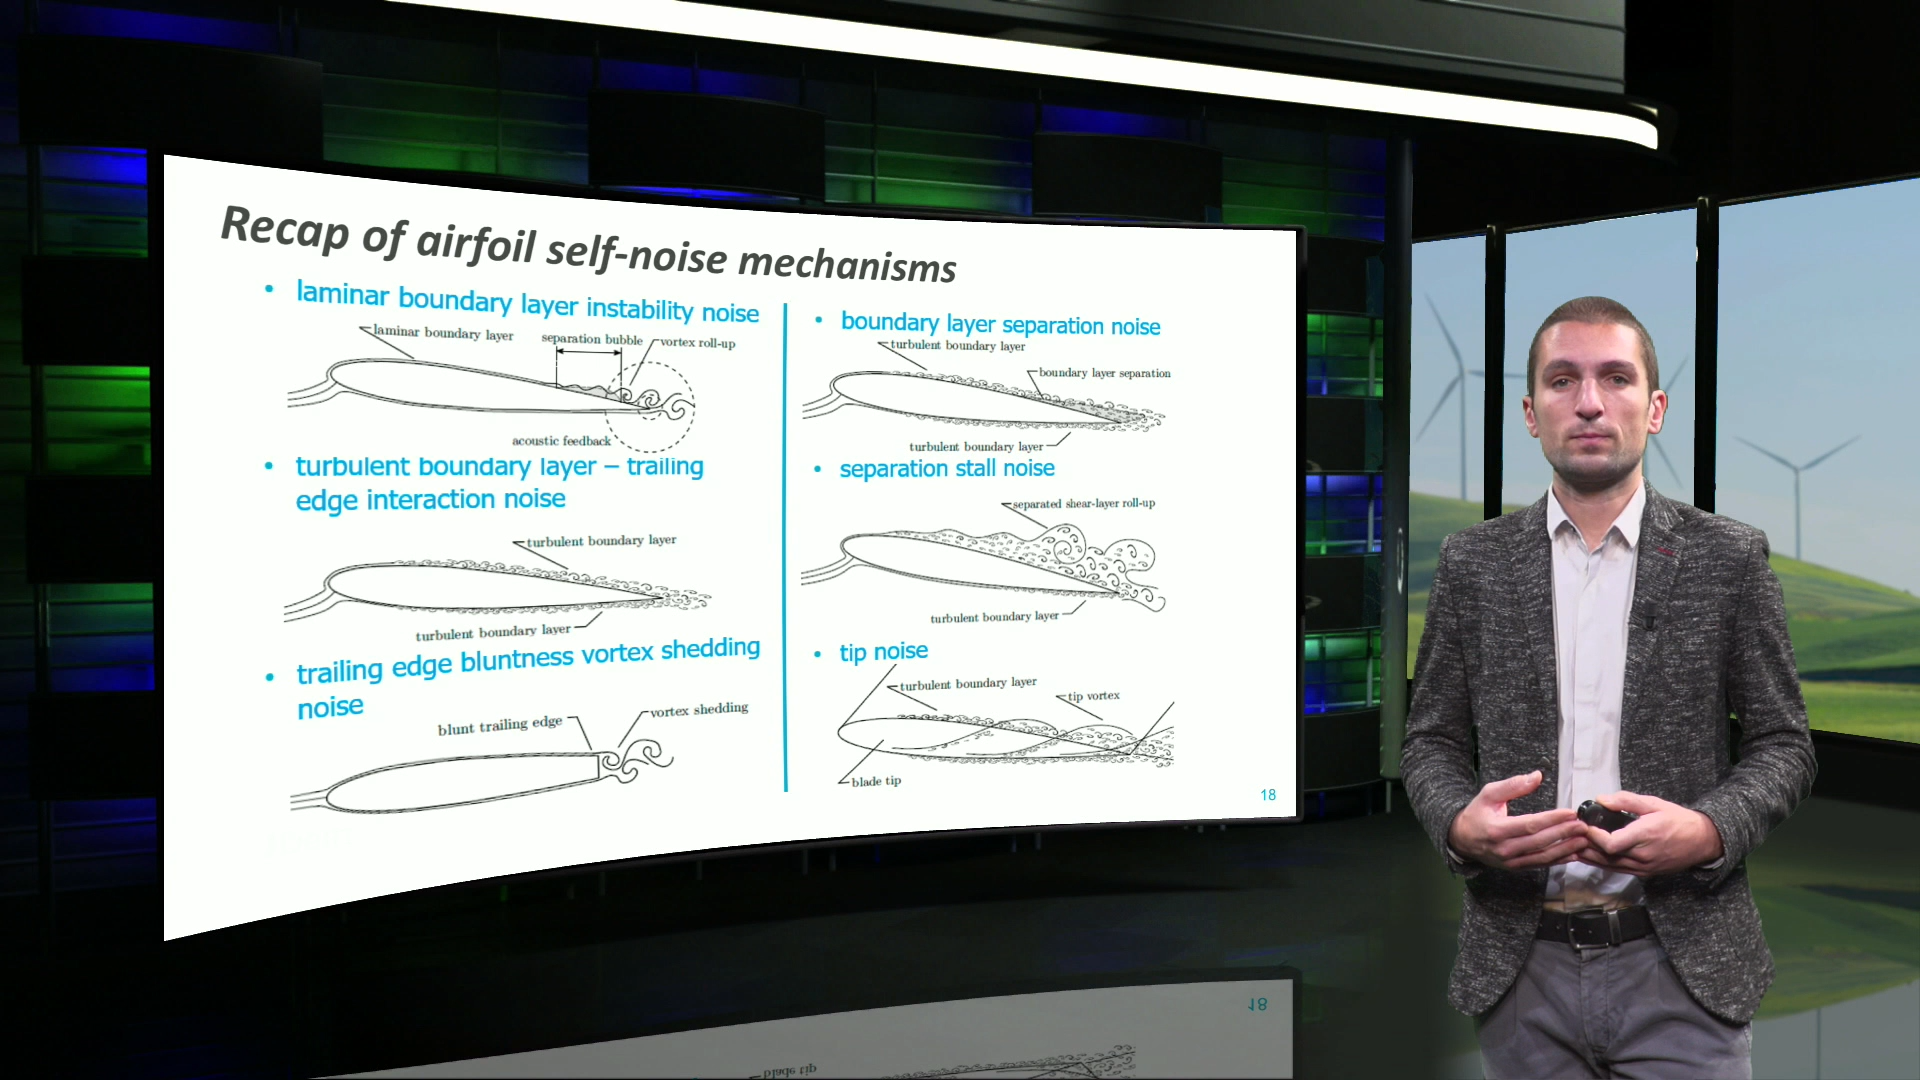 Recap of airfoil self-noise mechanisms
• laminar boundary layer instability noise
laminar boundary layer
separation bubble
vortex roll-up
acoustic feedback
• turbulent boundary layer – trailing
edge interaction noise
turbulent boundary layer
turbulent boundary layer
• trailing edge bluntness vortex shedding
noise
blunt trailing edge
vortex shedding
• boundary layer separation noise
turbulent boundary layer
boundary layer separation
turbulent boundary layer
• separation stall noise
separated shear-layer roll-up
turbulent boundary layer
• tip noise
turbulent boundary layer
tip vortex
blade tip
18
18
blade tip